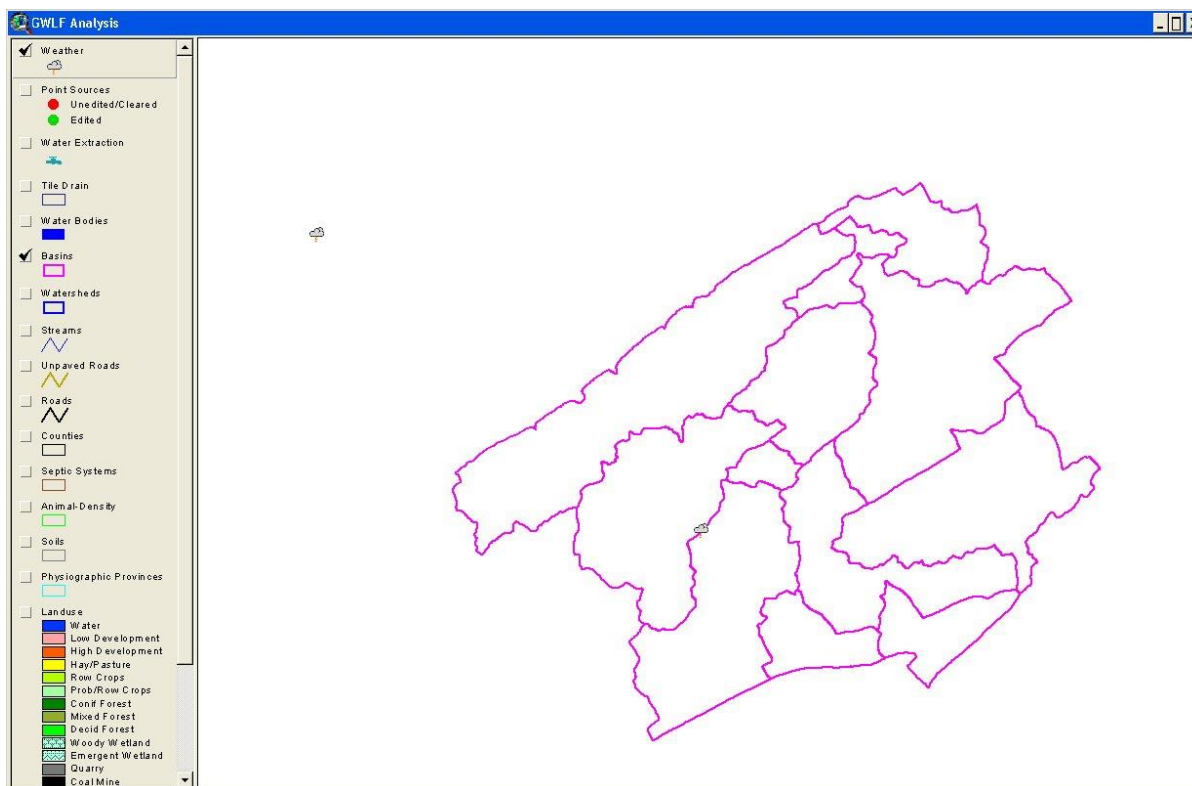 GWLF Analysis
Weather
Point Sources
Unedited/Cleared
Edited
Water Extraction
Tile Drain
Water Bodies
Basins
Watersheds
Streams
Unpaved Roads
Roads
Counties
Septic Systems
Animal-Density
Soils
Physiographic Provinces
Landuse
Water
Low Development
High Development
Hay/Pasture
Row Crops
Prob/Row Crops
Conif Forest
Mixed Forest
Decid Forest
Woody Wetland
Emergent Wetland
Quarry
Coal Mine